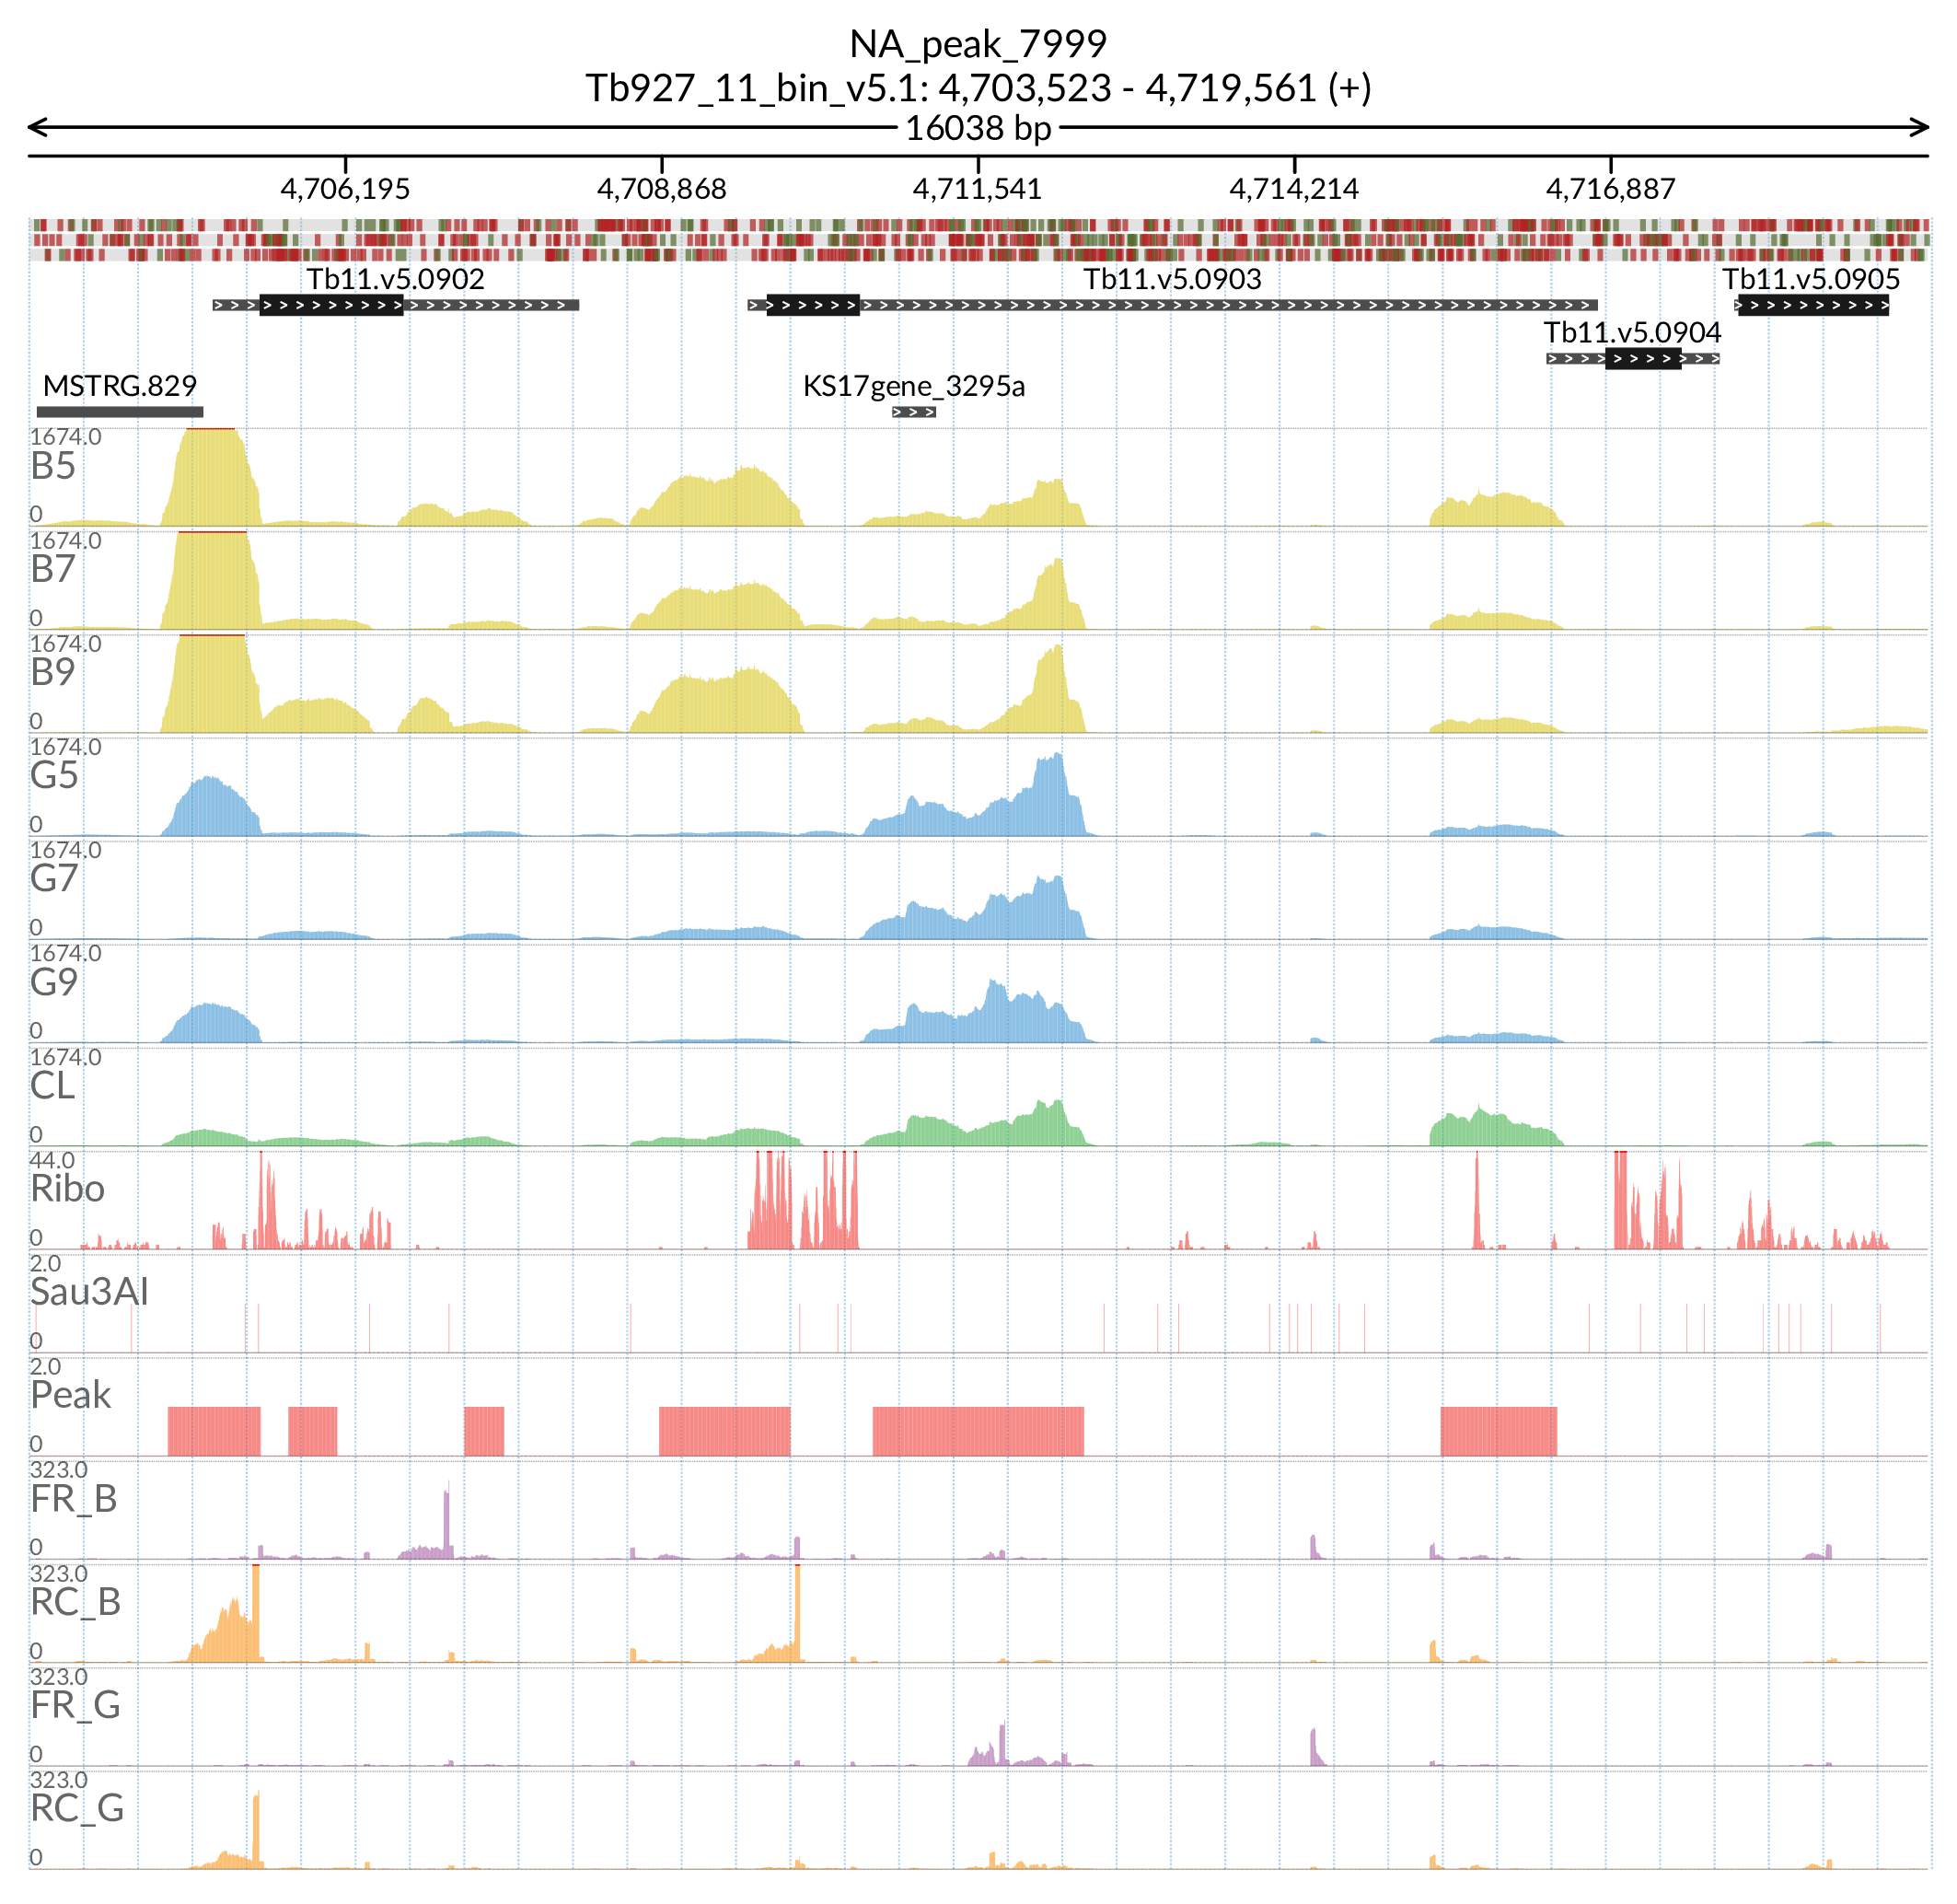 NA_peak_7999
Tb927_11_bin_v5.1: 4,703,523 - 4,719,561 (+)
16038 bp
4,706,195 4,708,868 4,711,541 4,714,214 4,716,887
Tb11.v5.0902 Tb11.v5.0903 Tb11.v5.0905
Tb11.v5.0904
MSTRG.829 KS17gene_3295a
1674.0
B5
0
1674.0
B7
0
1674.0
B9
0
1674.0
G5
0
1674.0
G7
0
1674.0
G9
0
1674.0
CL
0
44.0
Ribo
0
2.0
Sau3AI
0
2.0
Peak
0
323.0
FR_B
0
323.0
RC_B
0
323.0
FR_G
0
323.0
RC_G
0